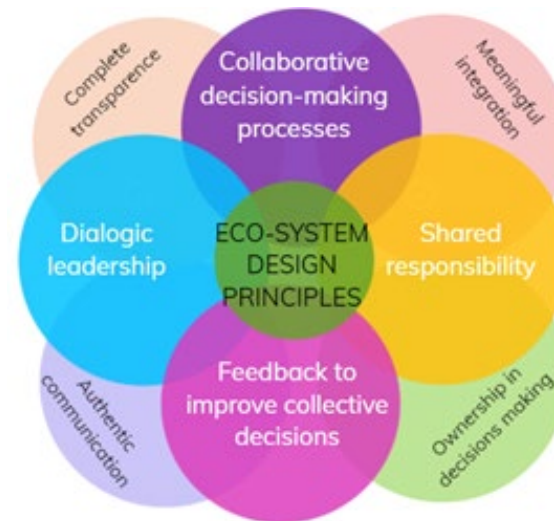 Complete
transparence
Collaborative
decision-making
processes
Meaningful
integration
Dialogic
leadership
ECO-SYSTEM
DESIGN
PRINCIPLES
Shared
responsibility
Authentic
communication
Feedback to
improve collective
decisions
Ownership in
decisions making